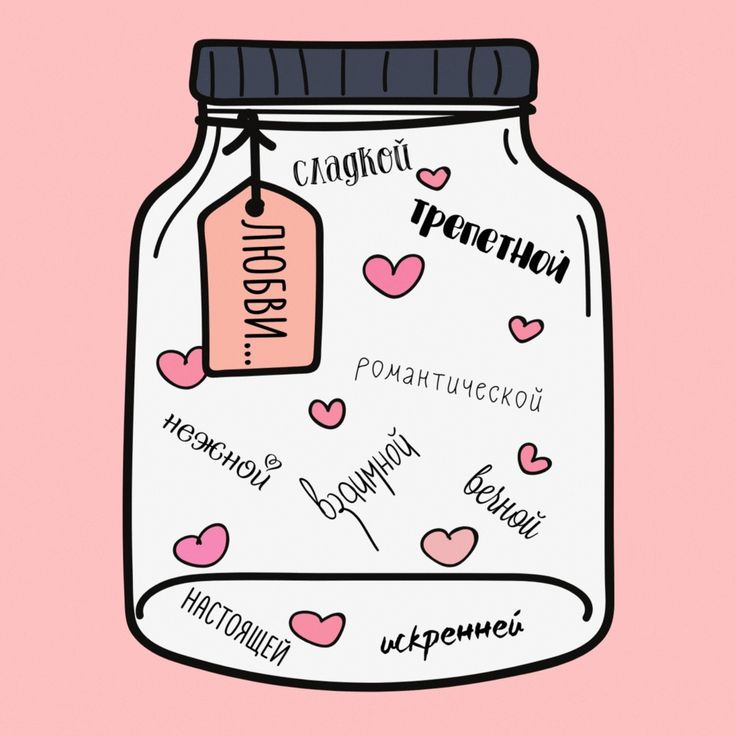 сладкой
трепетной
ЛЮБВИ...
романтической
нежной
взаимной
вечной
НАСТОЯЩЕЙ
искренней